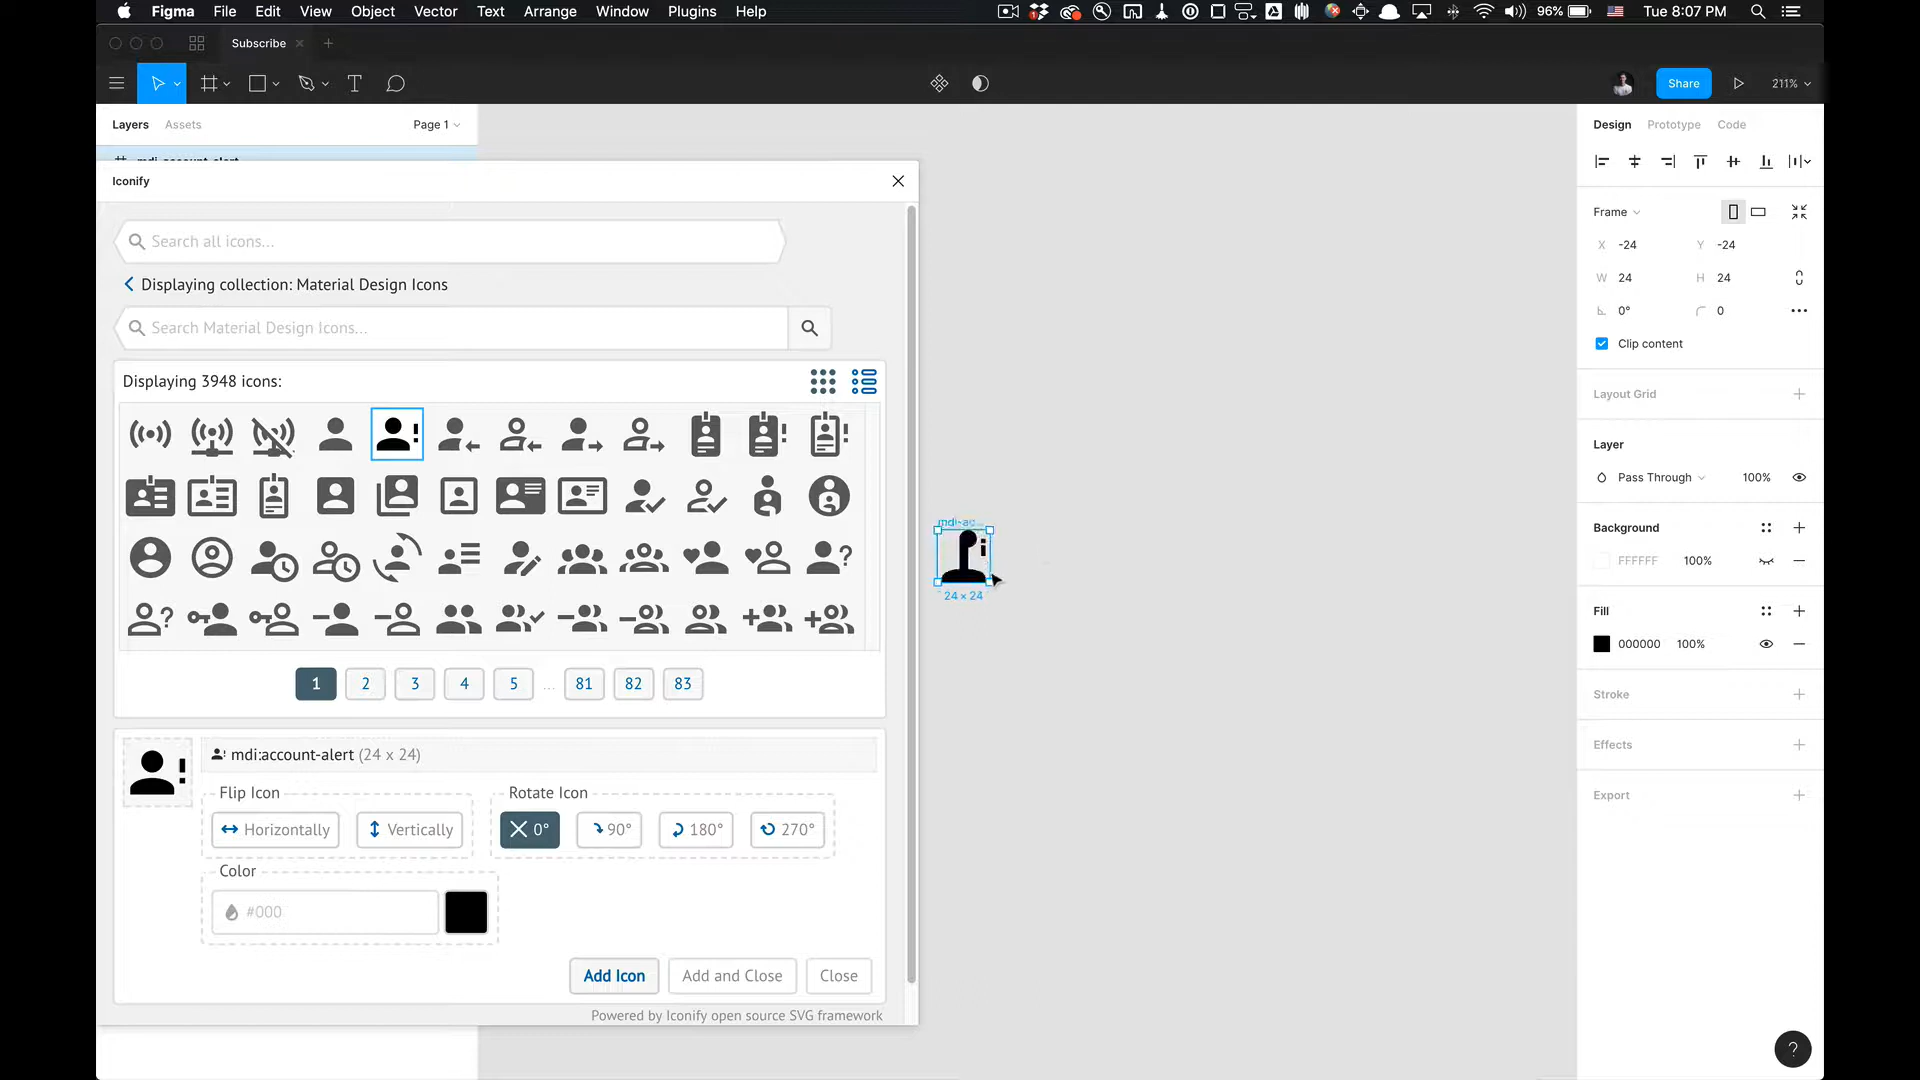 Figma File Edit View Object Vector Text Arrange Window Plugins Help 96% Tue 8:07 PM
Subscribe
Share 211%
Layers Assets Page 1
Design Prototype Code
mdi-account-alert
Iconify
Search all icons...
Displaying collection: Material Design Icons
Search Material Design Icons...
Displaying 3948 icons:
1 2 3 4 5 ... 81 82 83
mdi:account-alert (24 x 24)
Flip Icon
Horizontally Vertically
Rotate Icon
0° 90° 180° 270°
Color
#000
Add Icon Add and Close Close
Powered by Iconify open source SVG framework
mdi-ac...
24 × 24
Frame
X -24 Y -24
W 24 H 24
0° 0
Clip content
Layout Grid
Layer
Pass Through 100%
Background
FFFFFF 100%
Fill
000000 100%
Stroke
Effects
Export
?